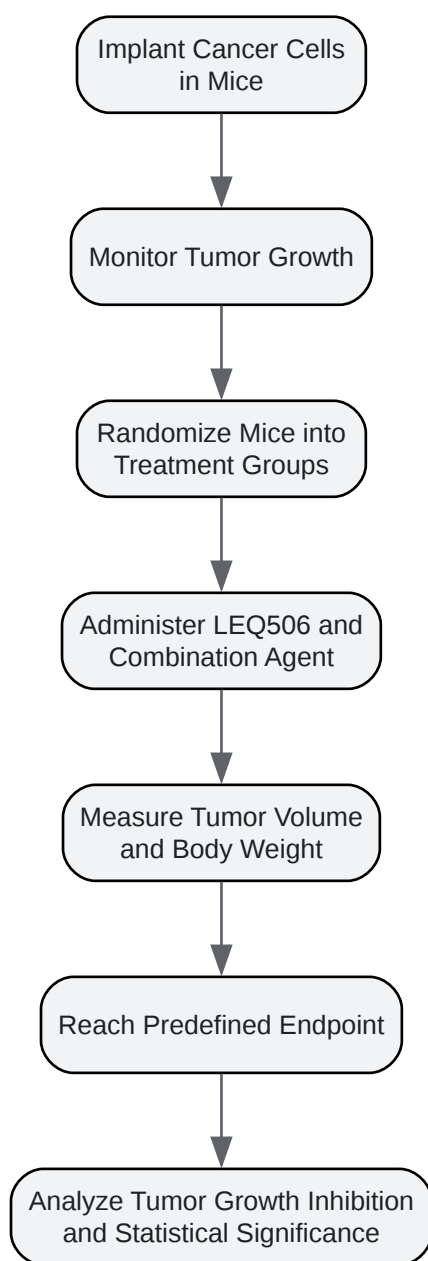 Implant Cancer Cells
in Mice
Monitor Tumor Growth
Randomize Mice into
Treatment Groups
Administer LEQ506 and
Combination Agent
Measure Tumor Volume
and Body Weight
Reach Predefined Endpoint
Analyze Tumor Growth Inhibition
and Statistical Significance